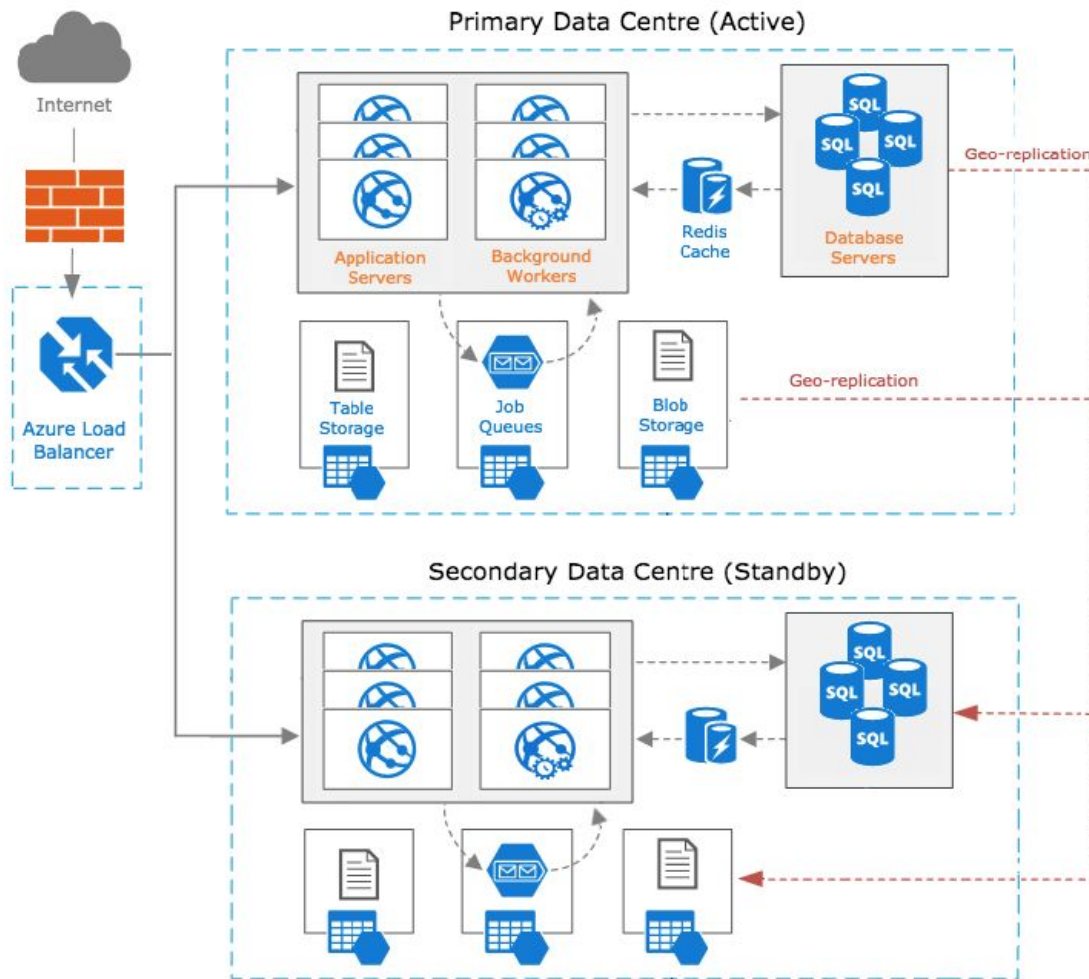 Primary Data Centre (Active)
Internet
Application
Servers
Background
Workers
Redis
Cache
SQL
SQL
SQL
SQL
Database
Servers
Geo-replication
Azure Load
Balancer
Table
Storage
Job
Queues
Blob
Storage
Geo-replication
Secondary Data Centre (Standby)
SQL
SQL
SQL
SQL